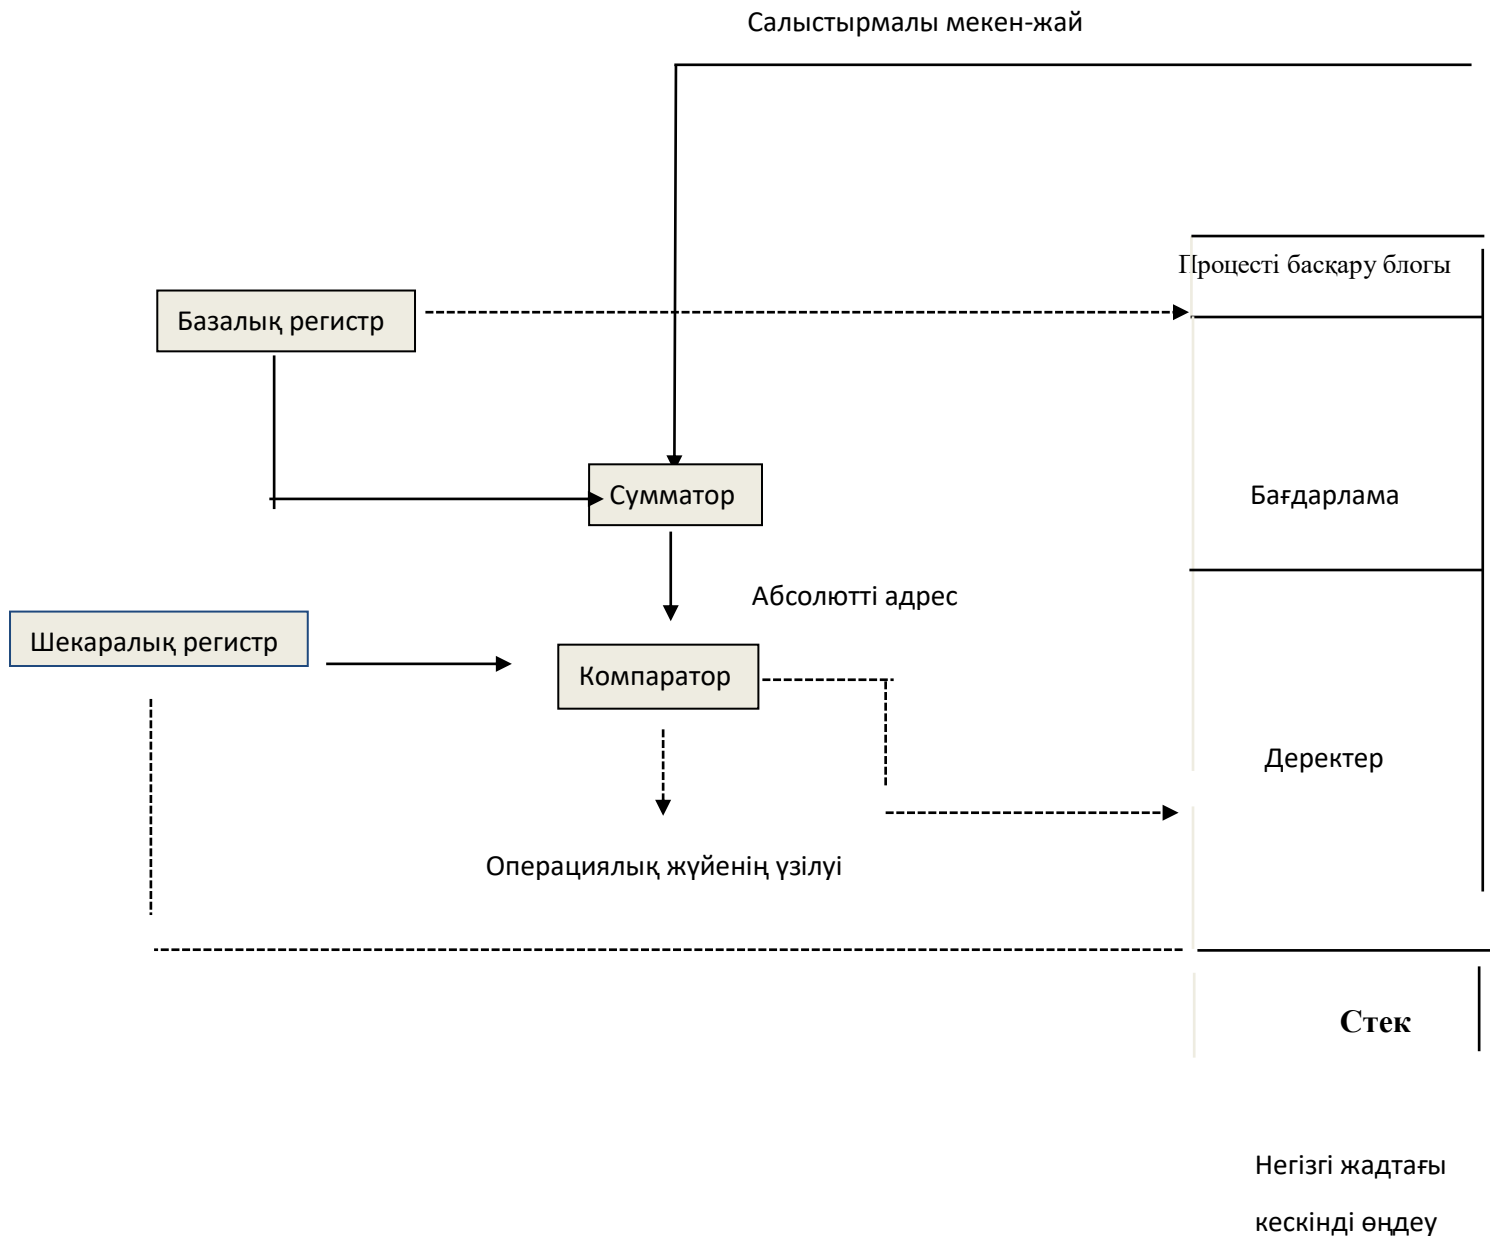 Салыстырмалы мекен-жай
Процесті басқару блогы
Базалық регистр
Сумматор
Бағдарлама
Абсолютті адрес
Шекаралық регистр
Компаратор
Деректер
Операциялық жүйенің үзілуі
Стек
Негізгі жадтағы
кескінді өңдеу